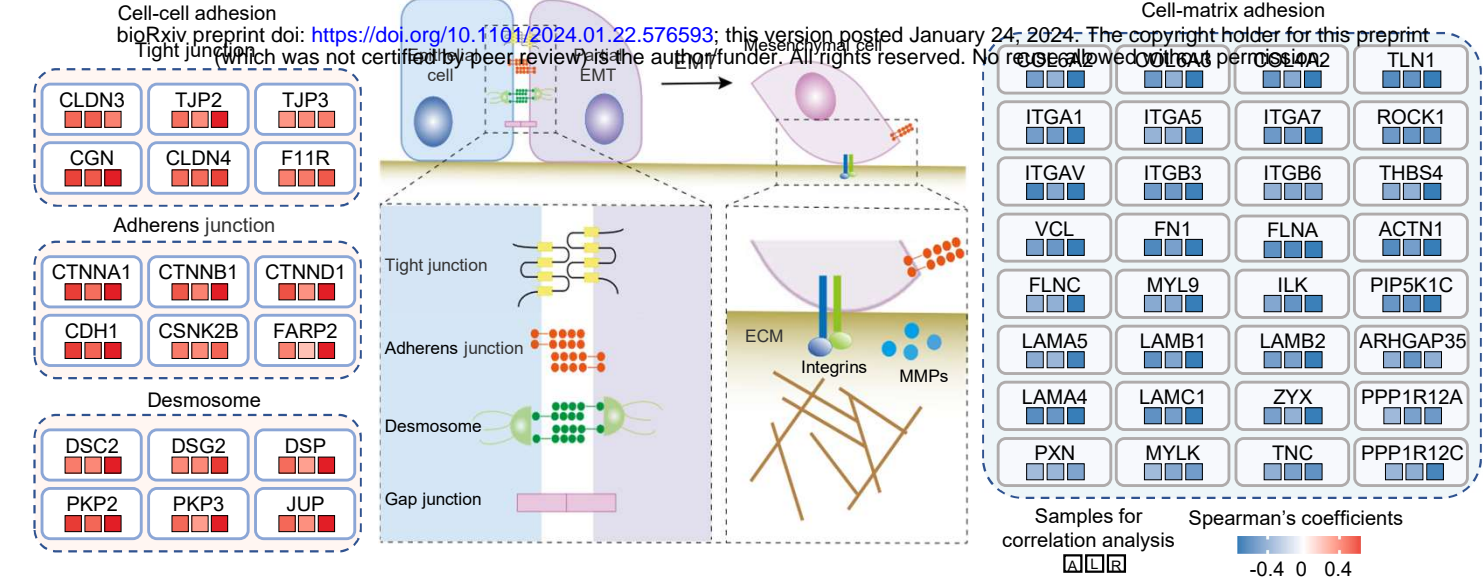 Cell-cell adhesion
Cell-matrix adhesion
bioRxiv preprint doi: https://doi.org/10.1101/2024.01.22.576593; this version posted January 24, 2024. The copyright holder for this preprint
(which was not certified by peer review) is the author/funder. All rights reserved. No reuse allowed without permission.
Tight junction
CLDN3 TJP2 TJP3
CGN CLDN4 F11R
Adherens junction
CTNNA1 CTNNB1 CTNND1
CDH1 CSNK2B FARP2
Desmosome
DSC2 DSG2 DSP
PKP2 PKP3 JUP
Epithelial
cell
Partial
EMT
EMT
Mesenchymal cell
Tight junction
Adherens junction
Desmosome
Gap junction
ECM
Integrins
MMPs
COL6A2 COL6A3 COL4A2 TLN1
ITGA1 ITGA5 ITGA7 ROCK1
ITGAV ITGB3 ITGB6 THBS4
VCL FN1 FLNA ACTN1
FLNC MYL9 ILK PIP5K1C
LAMA5 LAMB1 LAMB2 ARHGAP35
LAMA4 LAMC1 ZYX PPP1R12A
PXN MYLK TNC PPP1R12C
Samples for
correlation analysis
A L R
Spearman's coefficients
-0.4 0 0.4